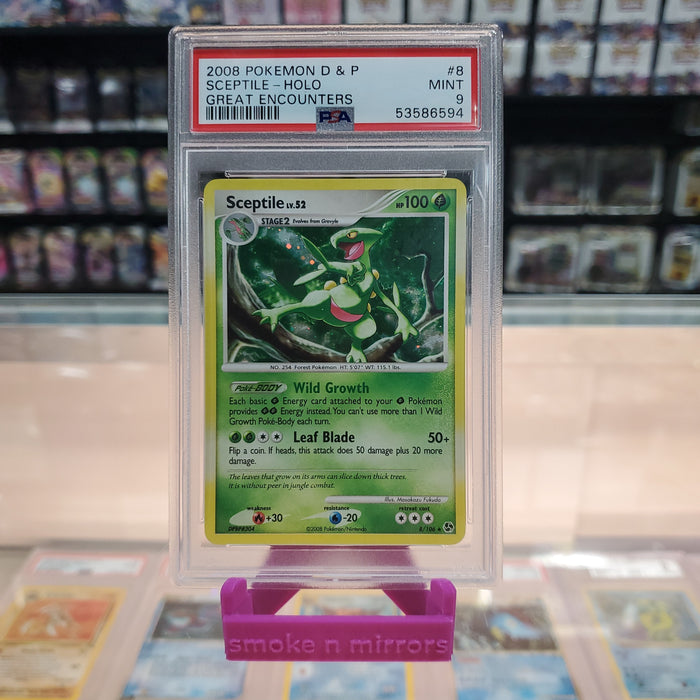 2008 POKEMON D & P #8
SCEPTILE - HOLO MINT
GREAT ENCOUNTERS 9
PSA 53586594
Sceptile LV.52 HP 100
STAGE 2 Evolves from Grovyle
NO. 254 Forest Pokémon HT. 5'07" WT. 115.1 lbs.
Poké-BODY Wild Growth
Each basic Energy card attached to your Pokémon
provides Energy instead. You can't use more than 1 Wild
Growth Poké-Body each turn.
Leaf Blade 50+
Flip a coin. If heads, this attack does 50 damage plus 20 more
damage.
The leaves that grow on its arms can slice down thick trees.
It is without peer in jungle combat.
Illus. Masakazu Fukuda
weakness resistance retreat cost
+30 -20
©2008 Pokémon/Nintendo 8/106
smoke n mirrors